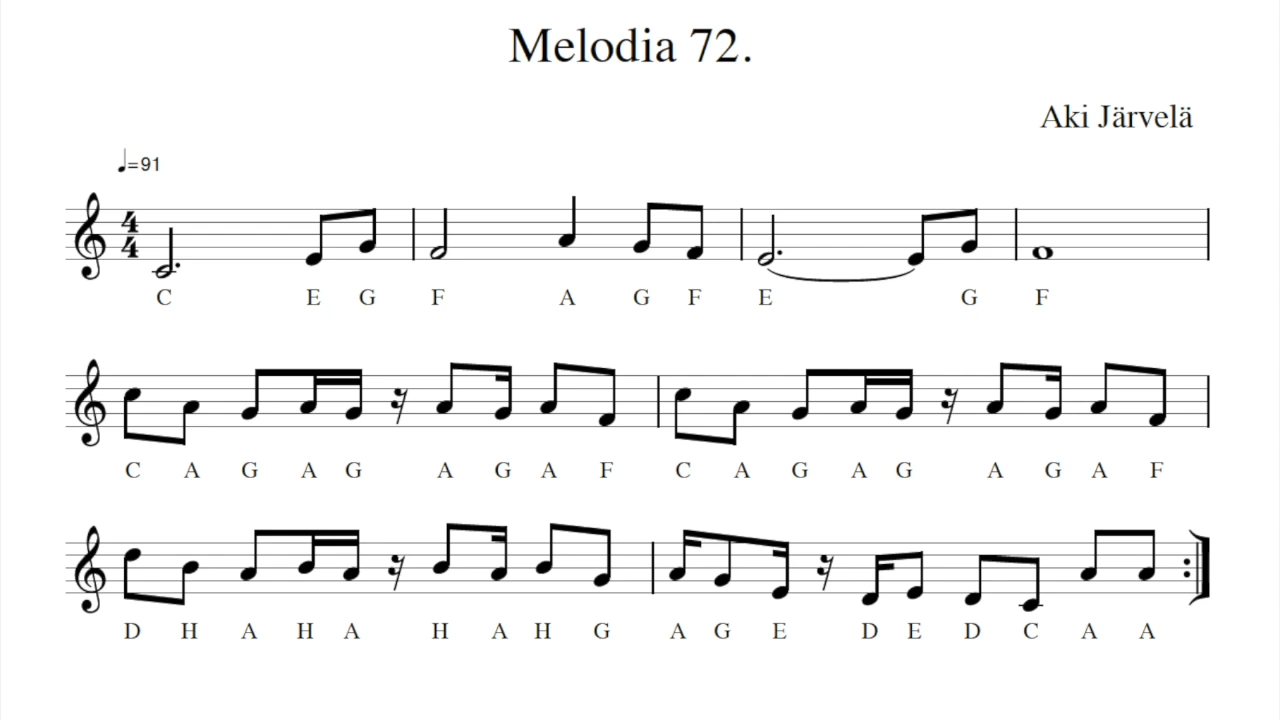 Melodia 72.
Aki Järvelä
=91
4
4
C E G F A G F E G F
C A G A G A G A F C A G A G A G A F
D H A H A H A H G A G E D E D C A A